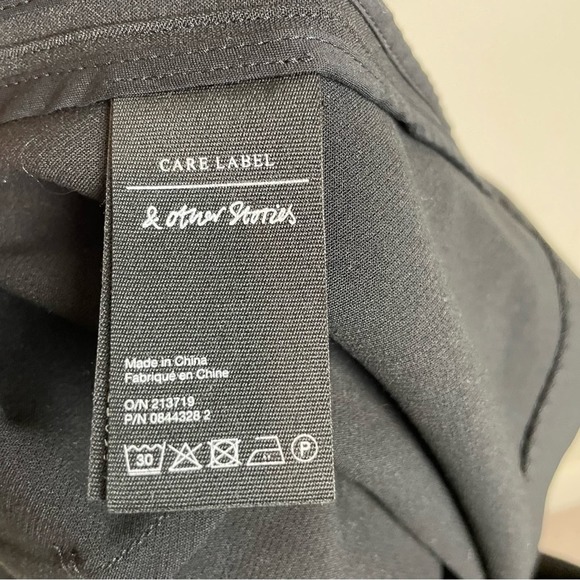 CARE LABEL
& other Stories
Made in China
Fabriqué en Chine
O/N 213719
P/N 0844328 2
30 P